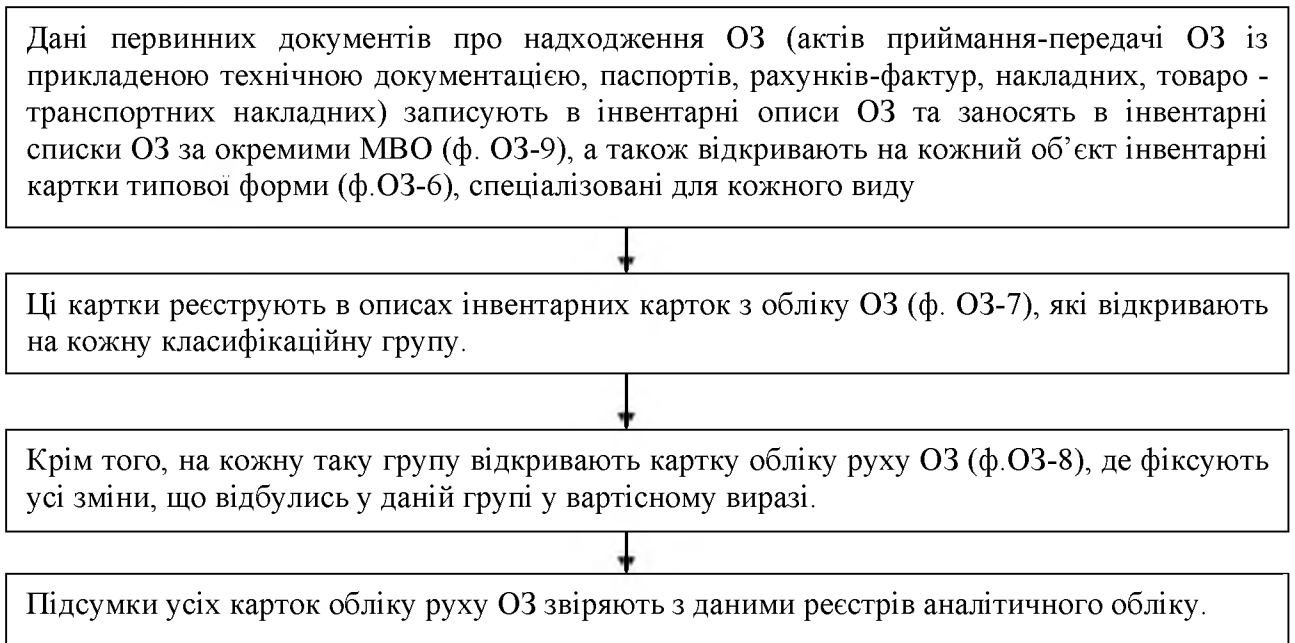 Дані первинних документів про надходження ОЗ (актів приймання-передачі ОЗ із
прикладеною технічною документацією, паспортів, рахунків-фактур, накладних, товаро -
транспортних накладних) записують в інвентарні описи ОЗ та заносять в інвентарні
списки ОЗ за окремими МВО (ф. ОЗ-9), а також відкривають на кожний об’єкт інвентарні
картки типової форми (ф.ОЗ-6), спеціалізовані для кожного виду
Ці картки реєструють в описах інвентарних карток з обліку ОЗ (ф. ОЗ-7), які відкривають
на кожну класифікаційну групу.
Крім того, на кожну таку групу відкривають картку обліку руху ОЗ (ф.ОЗ-8), де фіксують
усі зміни, що відбулись у даній групі у вартісному виразі.
Підсумки усіх карток обліку руху ОЗ звіряють з даними реєстрів аналітичного обліку.